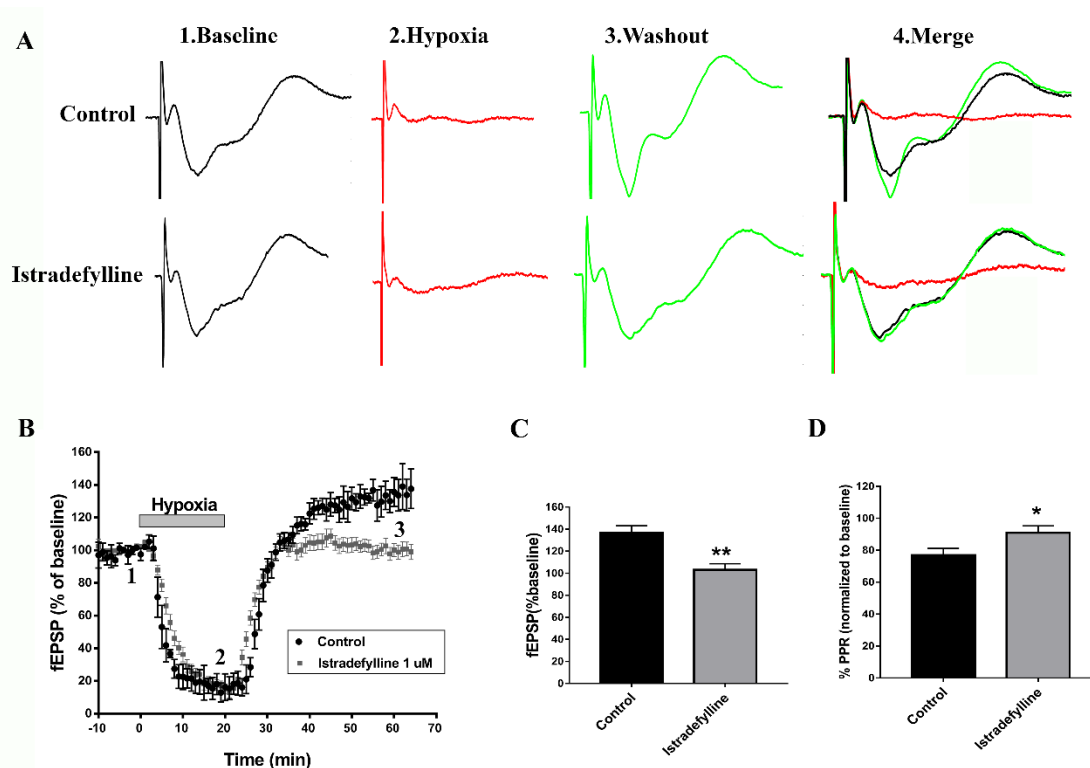 A
1.Baseline 2.Hypoxia 3.Washout 4.Merge
Control
Istradefylline
B
fEPSP (% of baseline)
160
140
120
100
80
60
40
20
0
Hypoxia
1
2
3
Control
Istradefylline 1 uM
-10 0 10 20 30 40 50 60 70
Time (min)
C
fEPSP(%baseline)
160
140
120
100
80
60
40
20
0
**
Control
Istradefylline
D
% PPR (normalized to baseline)
120
100
80
60
40
20
0
*
Control
Istradefylline